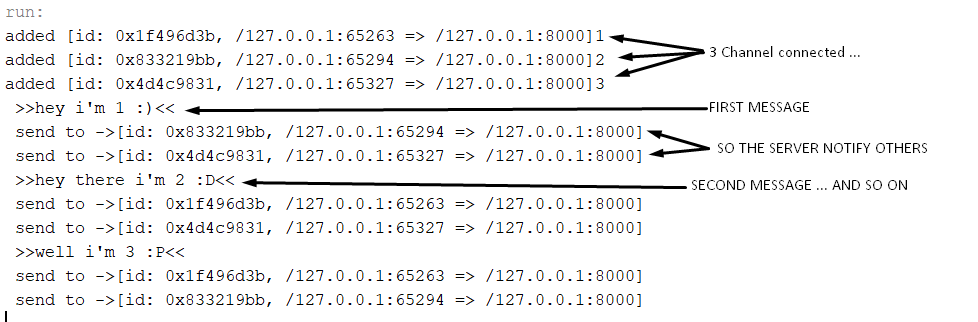 run:
added [id: 0x1f496d3b, /127.0.0.1:65263 => /127.0.0.1:8000]1
added [id: 0x833219bb, /127.0.0.1:65294 => /127.0.0.1:8000]2
3 Channel connected ...
added [id: 0x4d4c9831, /127.0.0.1:65327 => /127.0.0.1:8000]3
>>hey i'm 1 :)<<
FIRST MESSAGE
send to ->[id: 0x833219bb, /127.0.0.1:65294 => /127.0.0.1:8000]
SO THE SERVER NOTIFY OTHERS
send to ->[id: 0x4d4c9831, /127.0.0.1:65327 => /127.0.0.1:8000]
>>hey there i'm 2 :D<<
SECOND MESSAGE ... AND SO ON
send to ->[id: 0x1f496d3b, /127.0.0.1:65263 => /127.0.0.1:8000]
send to ->[id: 0x4d4c9831, /127.0.0.1:65327 => /127.0.0.1:8000]
>>well i'm 3 :P<<
send to ->[id: 0x1f496d3b, /127.0.0.1:65263 => /127.0.0.1:8000]
send to ->[id: 0x833219bb, /127.0.0.1:65294 => /127.0.0.1:8000]